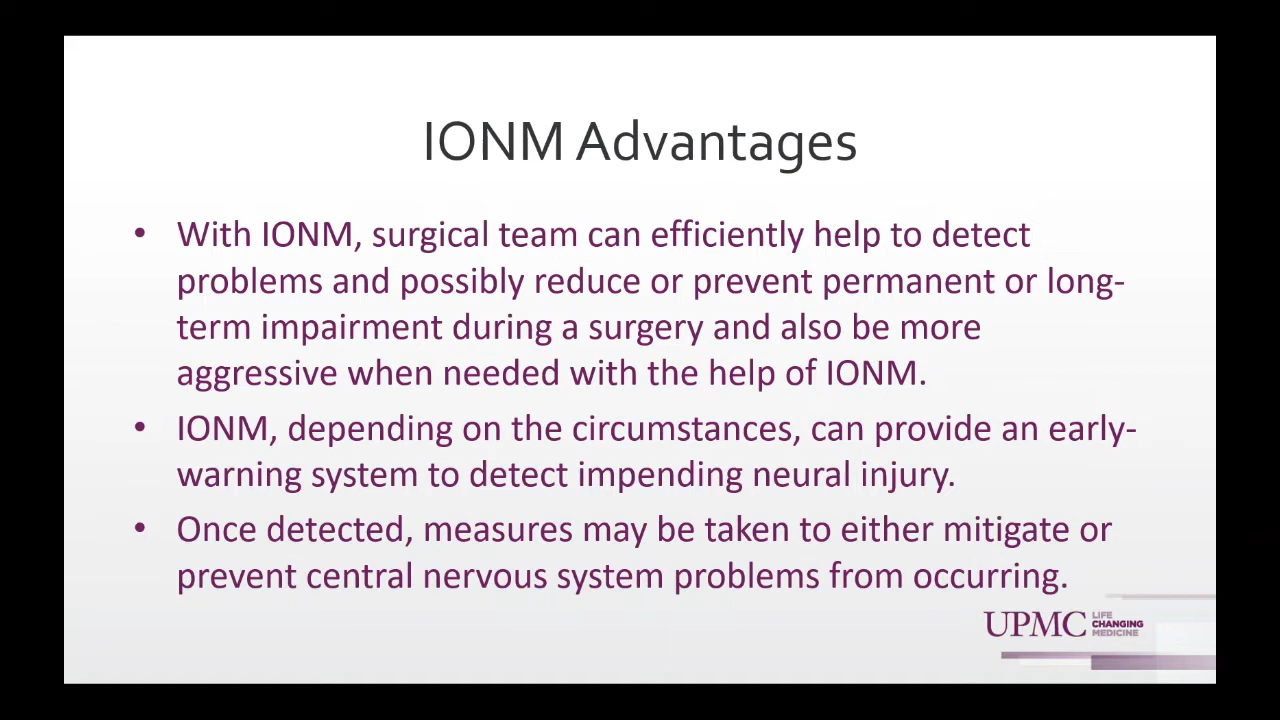 IONM Advantages
• With IONM, surgical team can efficiently help to detect
problems and possibly reduce or prevent permanent or long-
term impairment during a surgery and also be more
aggressive when needed with the help of IONM.
• IONM, depending on the circumstances, can provide an early-
warning system to detect impending neural injury.
• Once detected, measures may be taken to either mitigate or
prevent central nervous system problems from occurring.
UPMC
LIFE
CHANGING
MEDICINE